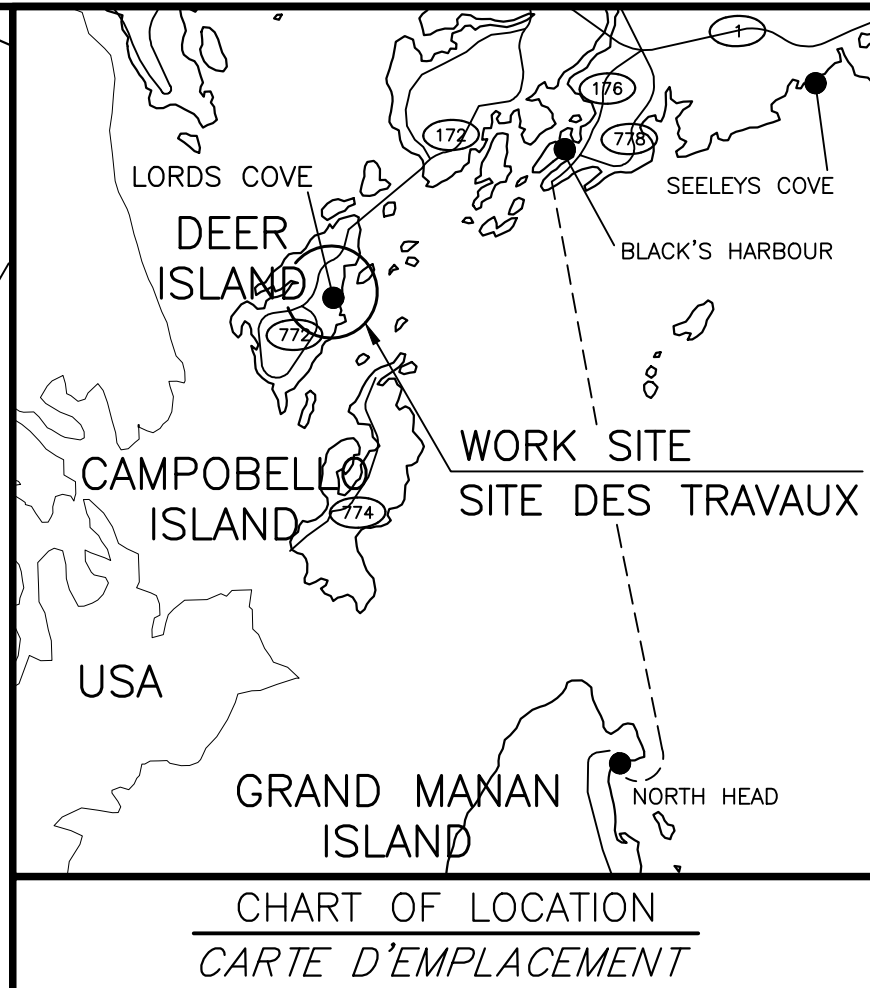 1
176
172
778
LORDS COVE
SEELEYS COVE
DEER
ISLAND
BLACK'S HARBOUR
772
WORK SITE
SITE DES TRAVAUX
CAMPOBELLO
ISLAND
774
USA
GRAND MANAN
ISLAND
NORTH HEAD
CHART OF LOCATION
CARTE D'EMPLACEMENT